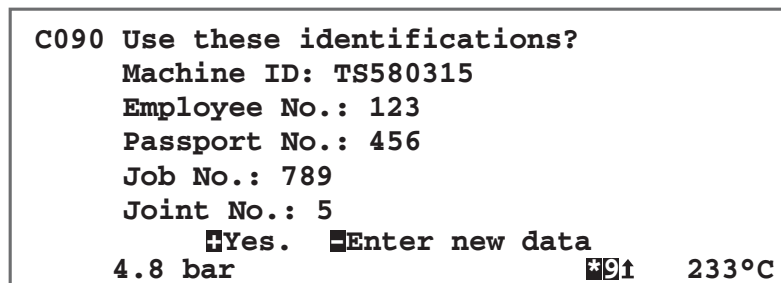 C090 Use these identifications?
Machine ID: TS580315
Employee No.: 123
Passport No.: 456
Job No.: 789
Joint No.: 5
+Yes. -Enter new data
4.8 bar *9↑ 233°C